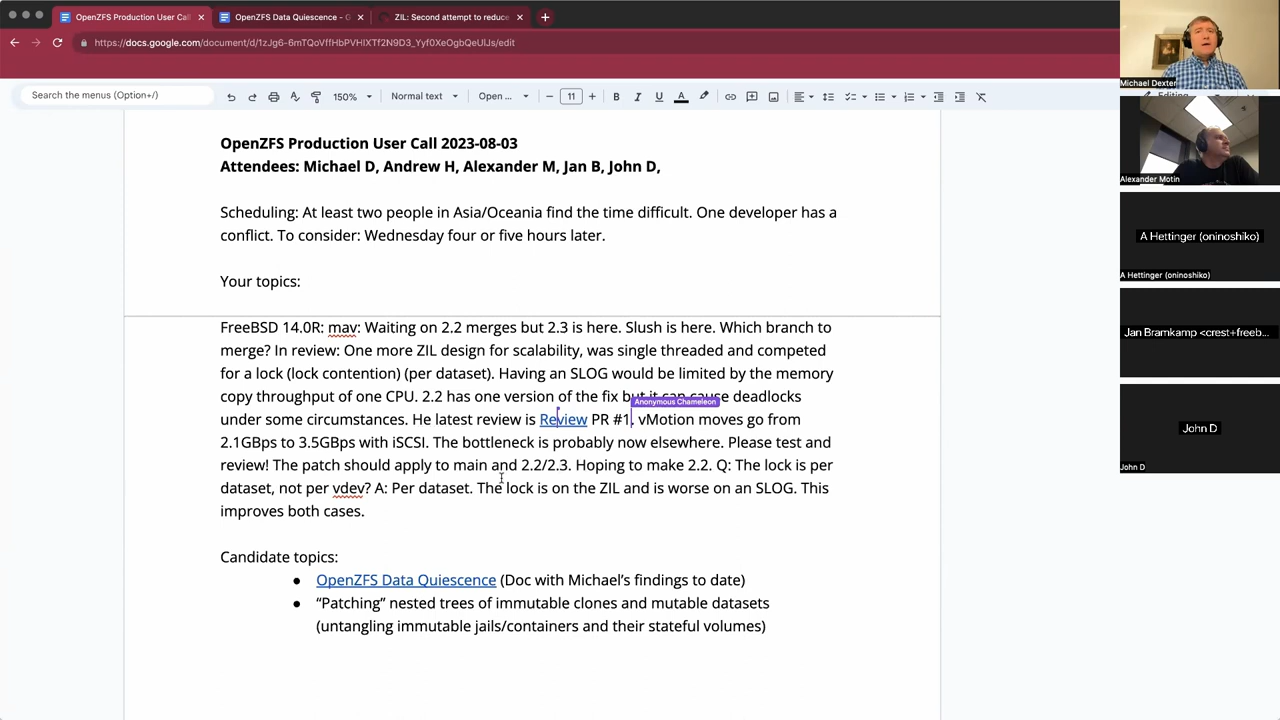 OpenZFS Production User Call
OpenZFS Data Quiescence - G
ZIL: Second attempt to reduce
https://docs.google.com/document/d/1zJg6-6mTQoVffHbPVHIXTf2N9D3_Yyf0XeOgbQeUlJs/edit
Search the menus (Option+/)
150%
Normal text
Open ...
11
Editing
OpenZFS Production User Call 2023-08-03
Attendees: Michael D, Andrew H, Alexander M, Jan B, John D,
Scheduling: At least two people in Asia/Oceania find the time difficult. One developer has a
conflict. To consider: Wednesday four or five hours later.
Your topics:
FreeBSD 14.0R: mav: Waiting on 2.2 merges but 2.3 is here. Slush is here. Which branch to
merge? In review: One more ZIL design for scalability, was single threaded and competed
for a lock (lock contention) (per dataset). Having an SLOG would be limited by the memory
copy throughput of one CPU. 2.2 has one version of the fix but it can cause deadlocks
Anonymous Chameleon
under some circumstances. He latest review is Review PR #1. vMotion moves go from
2.1GBps to 3.5GBps with iSCSI. The bottleneck is probably now elsewhere. Please test and
review! The patch should apply to main and 2.2/2.3. Hoping to make 2.2. Q: The lock is per
dataset, not per vdev? A: Per dataset. The lock is on the ZIL and is worse on an SLOG. This
improves both cases.
Candidate topics:
● OpenZFS Data Quiescence (Doc with Michael's findings to date)
● “Patching” nested trees of immutable clones and mutable datasets
(untangling immutable jails/containers and their stateful volumes)
Michael Dexter
Alexander Motin
A Hettinger (oninoshiko)
A Hettinger (oninoshiko)
Jan Bramkamp <crest+freeb...
John D
John D